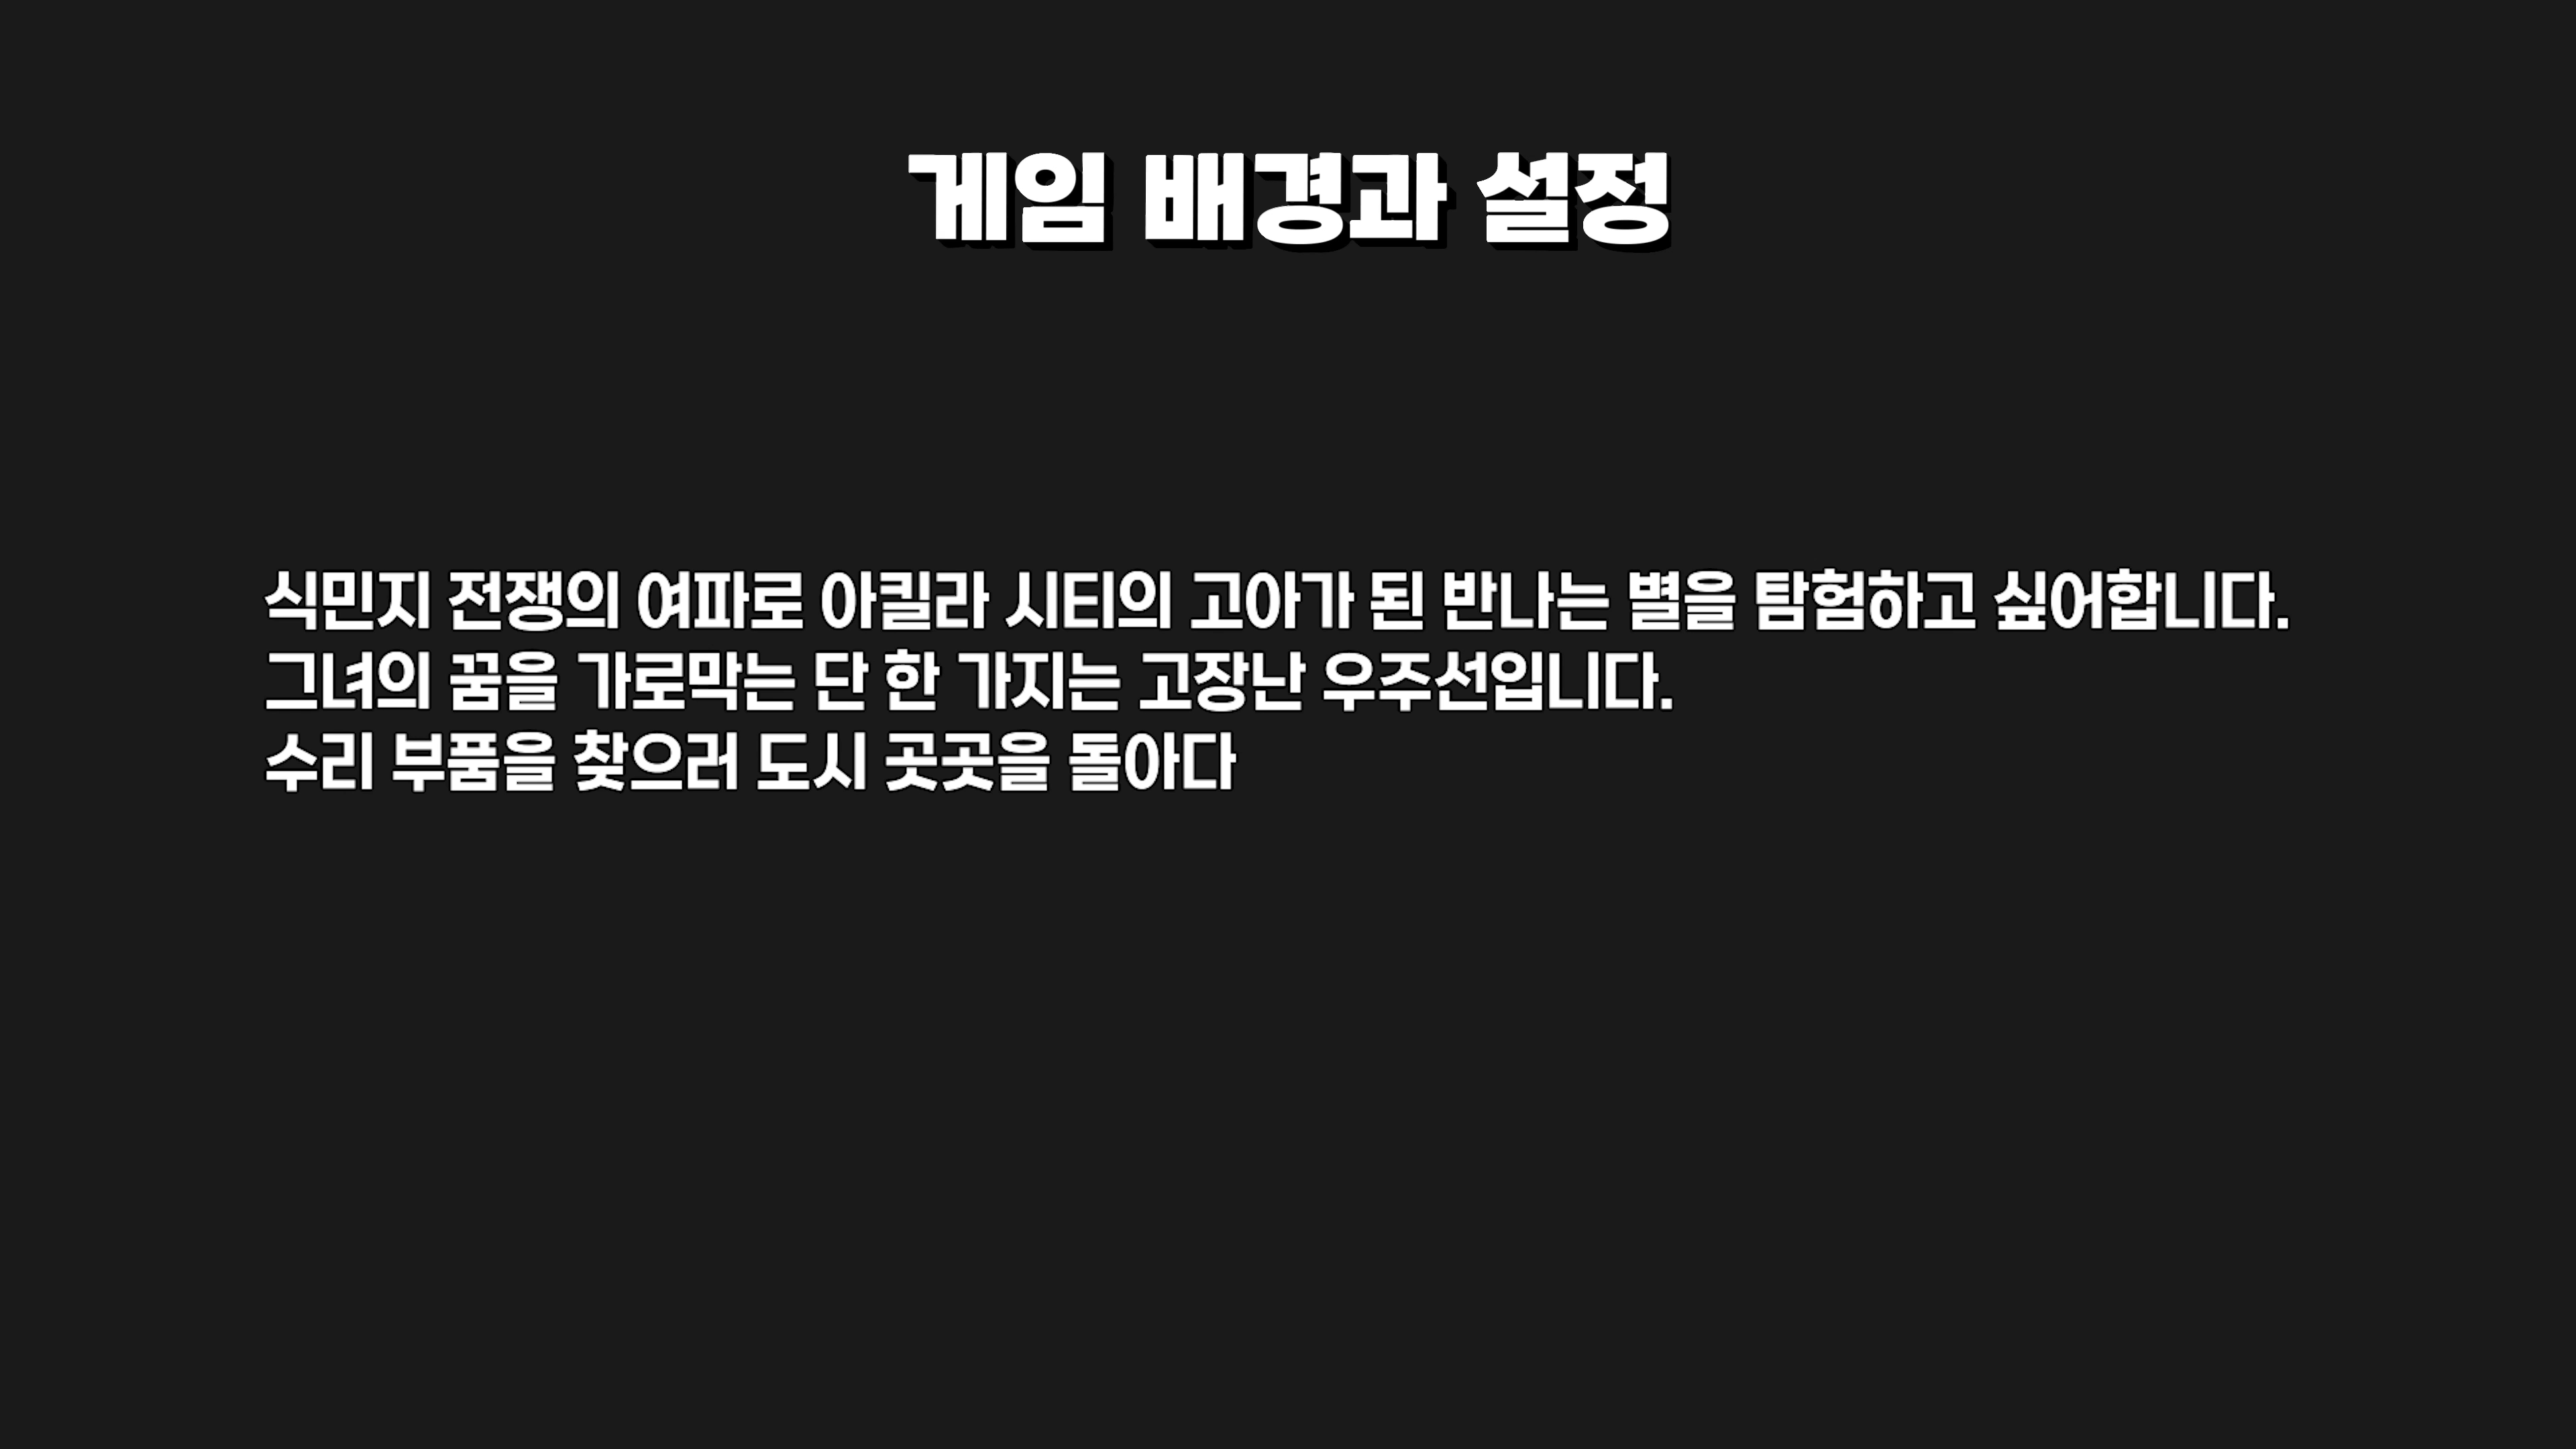 게임 배경과 설정
식민지 전쟁의 여파로 아킬라 시티의 고아가 된 반나는 별을 탐험하고 싶어합니다.
그녀의 꿈을 가로막는 단 한 가지는 고장난 우주선입니다.
수리 부품을 찾으러 도시 곳곳을 돌아다